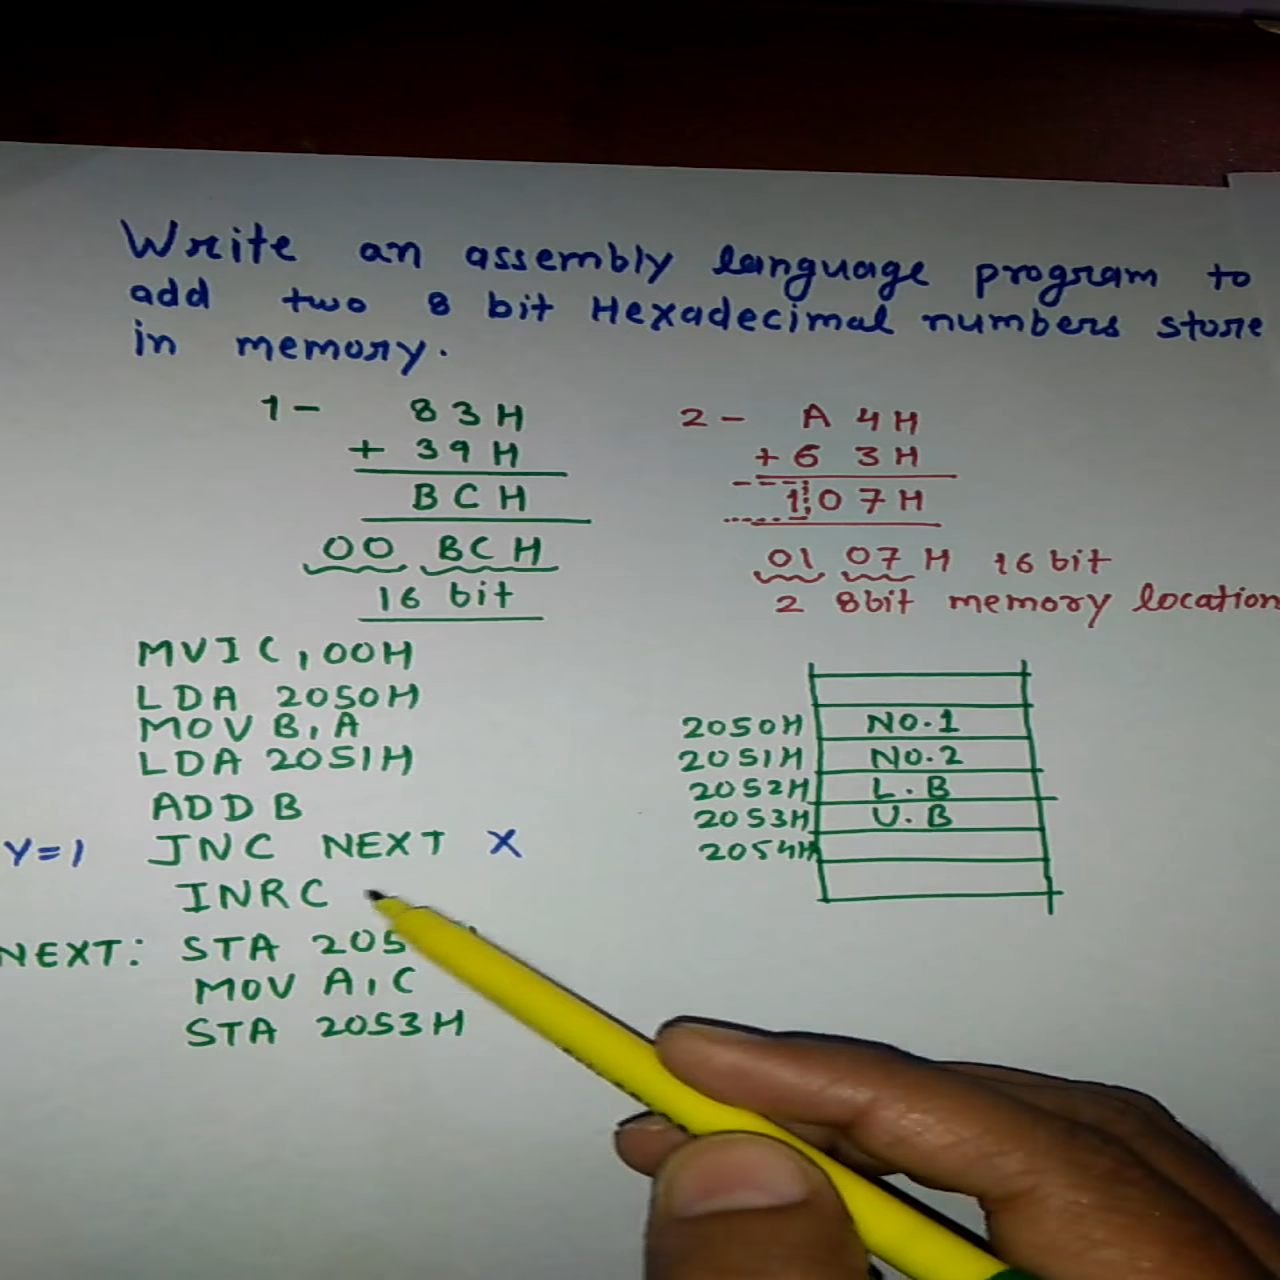 Write an assembly language program to
add two 8 bit Hexadecimal numbers store
in memory.
1- 83H
+ 39H
BCH
00 BCH
16 bit
2- A4H
+ 63H
107H
01 07 H 16 bit
2 8bit memory location
MVI C, 00H
LDA 2050H
MOV B, A
LDA 2051H
ADD B
Y=1 JNC NEXT X
INR C
NEXT: STA 205
MOV A, C
STA 2053H
2050H NO.1
2051H NO.2
2052H L.B
2053H U.B
2054H